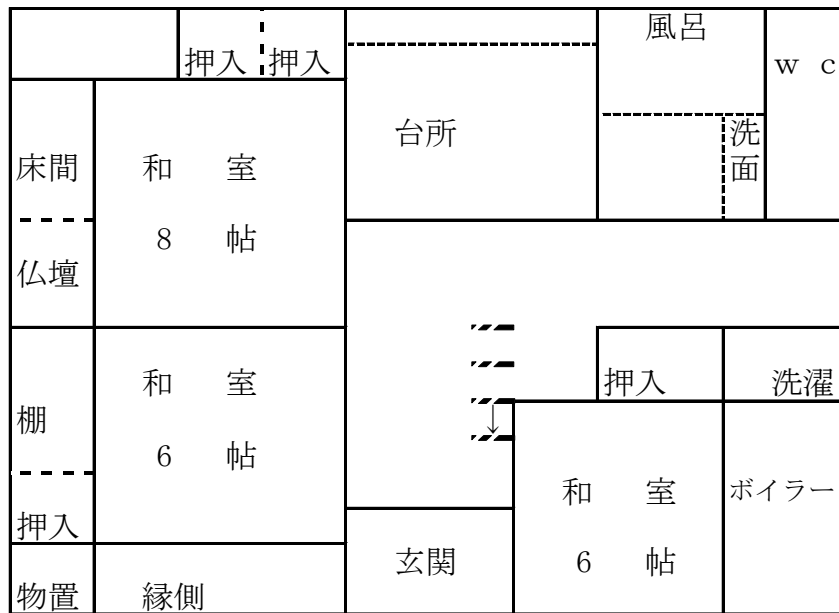 押入
押入
風呂
ｗ ｃ
台所
洗面
床間
和 室
８ 帖
仏壇
和 室
６ 帖
棚
押入
押入
洗濯
和 室
６ 帖
ボイラー
玄関
物置
縁側